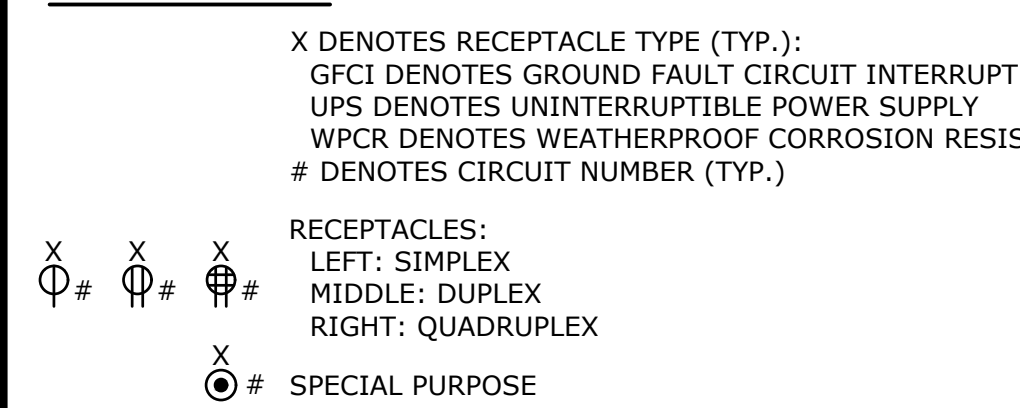 X DENOTES RECEPTACLE TYPE (TYP.):
GFCI DENOTES GROUND FAULT CIRCUIT INTERRUPT
UPS DENOTES UNINTERRUPTIBLE POWER SUPPLY
WPCR DENOTES WEATHERPROOF CORROSION RESIS
# DENOTES CIRCUIT NUMBER (TYP.)
RECEPTACLES:
X X X LEFT: SIMPLEX
# # # MIDDLE: DUPLEX
RIGHT: QUADRUPLEX
X
# SPECIAL PURPOSE